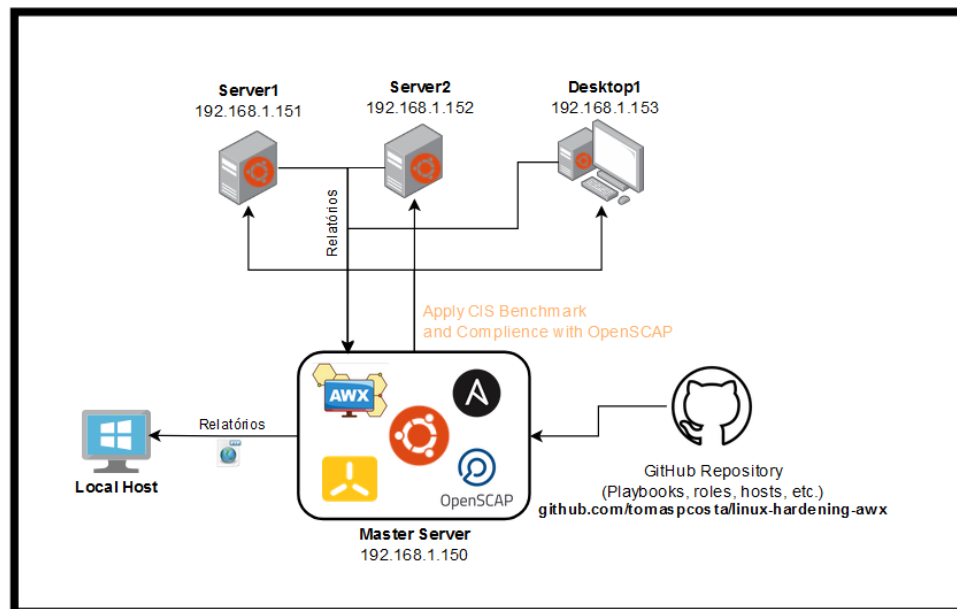 Server1
192.168.1.151
Server2
192.168.1.152
Desktop1
192.168.1.153
Relatórios
Apply CIS Benchmark
and Complience with OpenSCAP
AWX
OpenSCAP
Relatórios
Local Host
Master Server
192.168.1.150
GitHub Repository
(Playbooks, roles, hosts, etc.)
github.com/tomaspcosta/linux-hardening-awx